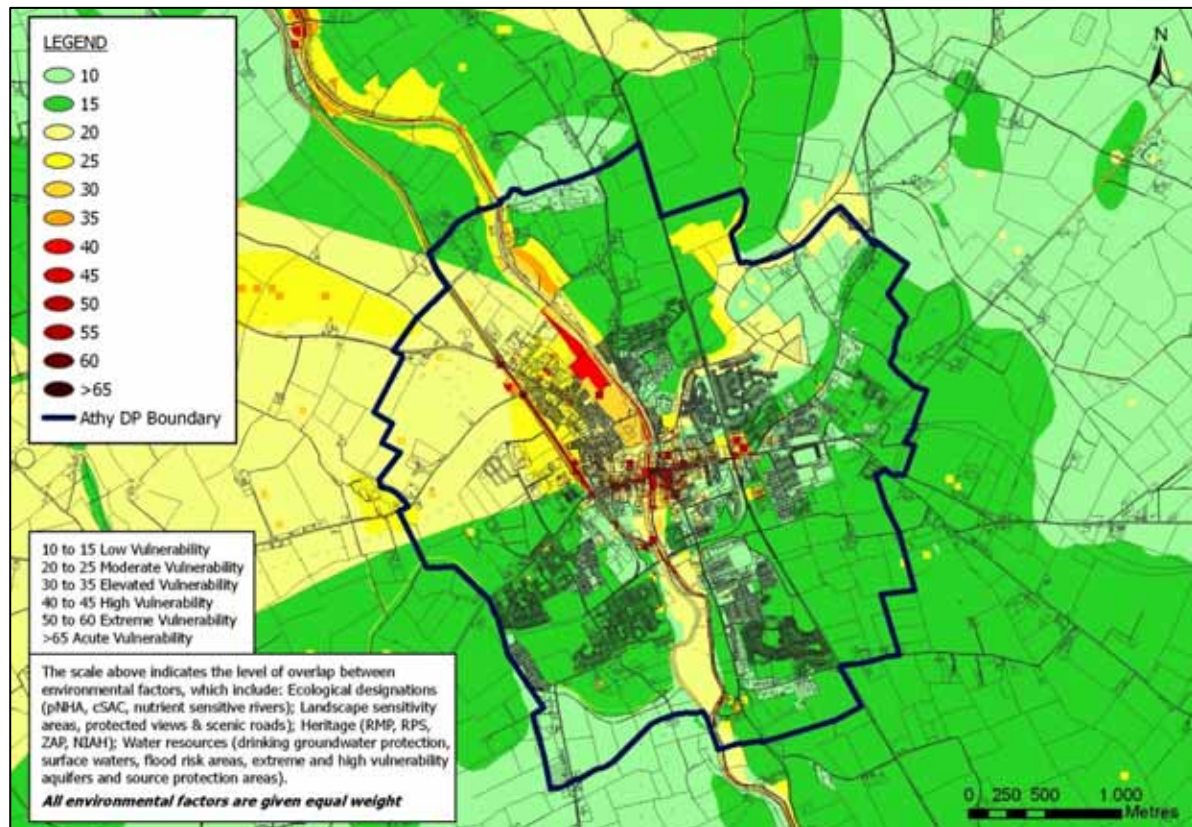 LEGEND
10
15
20
25
30
35
40
45
50
55
60
>65
Athy DP Boundary
10 to 15 Low Vulnerability
20 to 25 Moderate Vulnerability
30 to 35 Elevated Vulnerability
40 to 45 High Vulnerability
50 to 60 Extreme Vulnerability
>65 Acute Vulnerability
The scale above indicates the level of overlap between
environmental factors, which include: Ecological designations
(pNHA, cSAC, nutrient sensitive rivers); Landscape sensitivity
areas, protected views & scenic roads); Heritage (RMP, RPS,
ZAP, NIAH); Water resources (drinking groundwater protection,
surface waters, flood risk areas, extreme and high vulnerability
aquifers and source protection areas).
All environmental factors are given equal weight
N
0 250 500 1.000
Metres